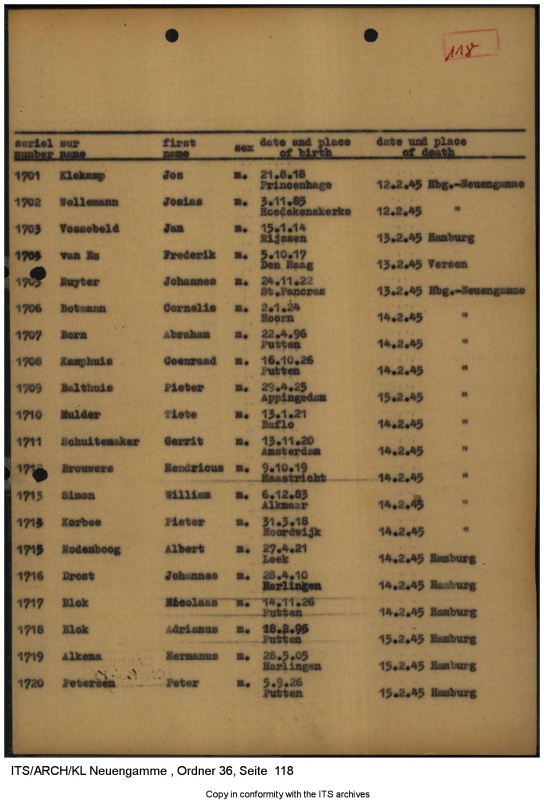 118
seriel sur first sex date and place date und place
number name name of birth of death
1701 Klekamp Jos m. 21.8.18
Princenhage 12.2.45 Hbg.-Neuengamme
1702 Wellemann Josias m. 3.11.85
Hoedekenskerke 12.2.45 "
1703 Vossebeld Jan m. 15.1.14
Rijssen 13.2.45 Hamburg
1704 van Es Frederik m. 5.10.17
Den Haag 13.2.45 Versen
1705 Ruyter Johannes m. 24.11.22
St.Pancras 13.2.45 Hbg.-Neuengamme
1706 Botmann Cornelis m. 2.1.24
Hoorn 14.2.45 "
1707 Born Abraham m. 22.4.96
Putten 14.2.45 "
1708 Kamphuis Coenraad m. 16.10.26
Putten 14.2.45 "
1709 Balthuis Pieter m. 29.4.25
Appingedam 15.2.45 "
1710 Mulder Tiete m. 13.1.21
Baflo 14.2.45 "
1711 Schuitemaker Gerrit m. 13.11.20
Amsterdam 14.2.45 "
1712 Brouwers Hendricus m. 9.10.19
Maastricht 14.2.45 "
1713 Simon William m. 6.12.83
Alkmaar 14.2.45 "
1714 Korbee Pieter m. 31.3.18
Noordwijk 14.2.45 "
1715 Rodenboog Albert m. 27.4.21
Leek 14.2.45 Hamburg
1716 Drost Johannes m. 28.4.10
Harlingen 14.2.45 Hamburg
1717 Blok Nicolaas m. 14.11.26
Putten 14.2.45 Hamburg
1718 Blok Adrianus m. 18.2.96
Putten 15.2.45 Hamburg
1719 Alkema Hermanus m. 28.5.05
Harlingen 15.2.45 Hamburg
1720 Petersen Peter m. 5.9.26
Putten 15.2.45 Hamburg
ITS/ARCH/KL Neuengamme , Ordner 36, Seite 118
Copy in conformity with the ITS archives